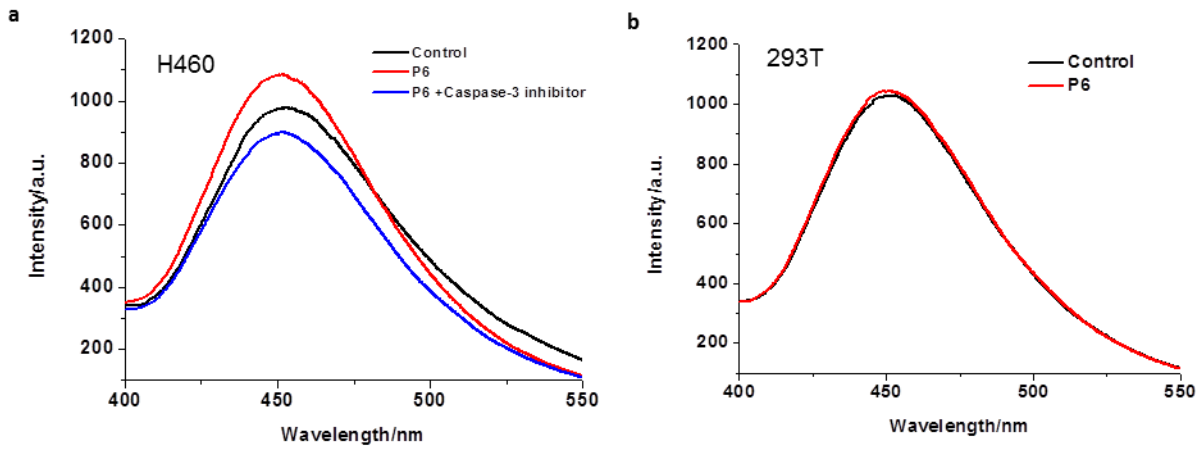 a
H460
Control
P6
P6 +Caspase-3 inhibitor
Intensity/a.u.
1200
1000
800
600
400
200
400
450
500
550
Wavelength/nm
b
293T
Control
P6
Intensity/a.u.
1200
1000
800
600
400
200
400
450
500
550
Wavelength/nm